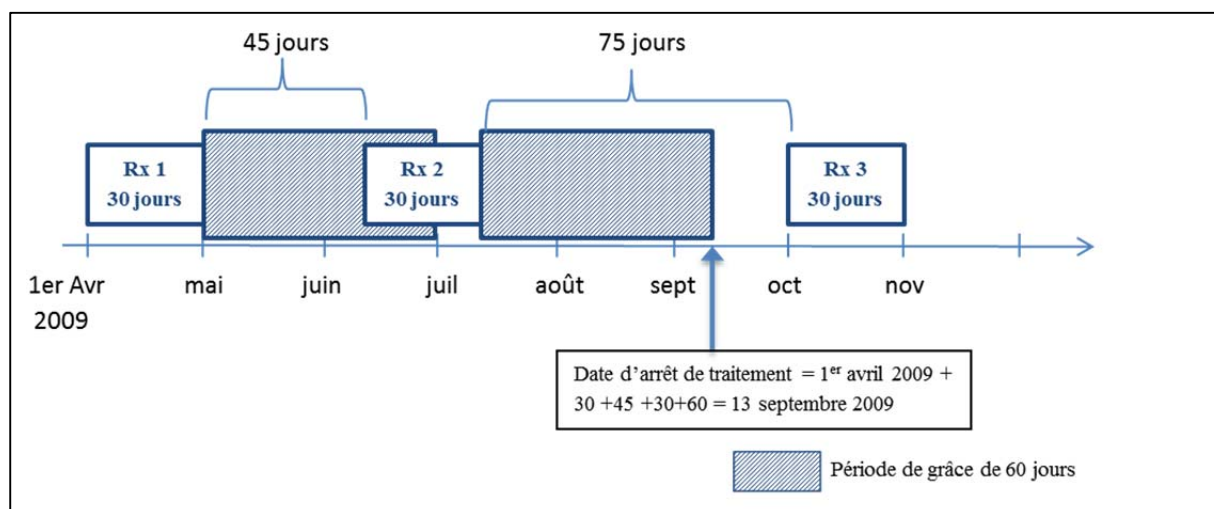 45 jours
75 jours
Rx 1
30 jours
Rx 2
30 jours
Rx 3
30 jours
1er Avr
2009
mai
juin
juil
août
sept
oct
nov
Date d’arrêt de traitement = 1er avril 2009 +
30 +45 +30+60 = 13 septembre 2009
Période de grâce de 60 jours